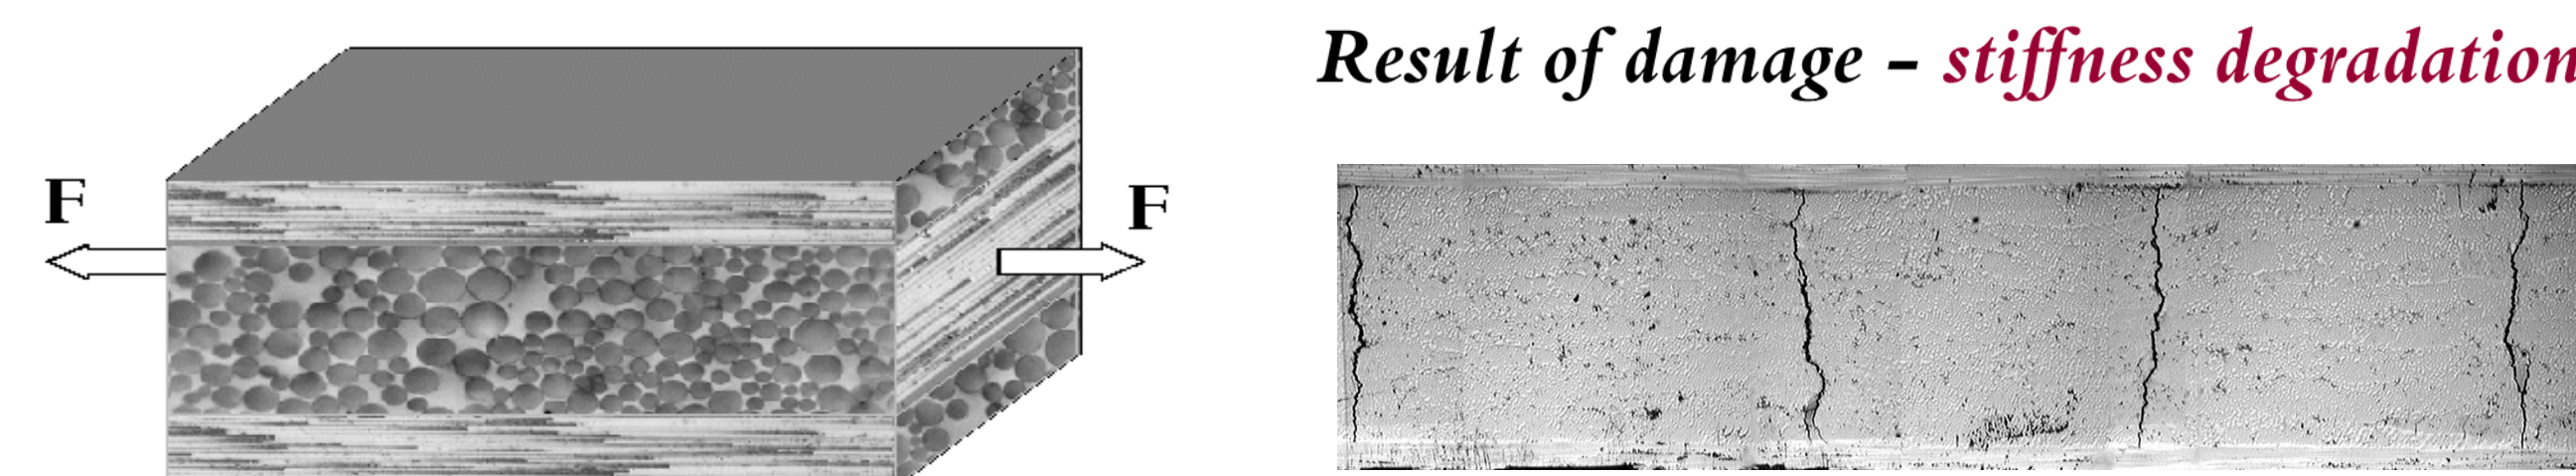 Result of damage – stiffness degradation
F
F